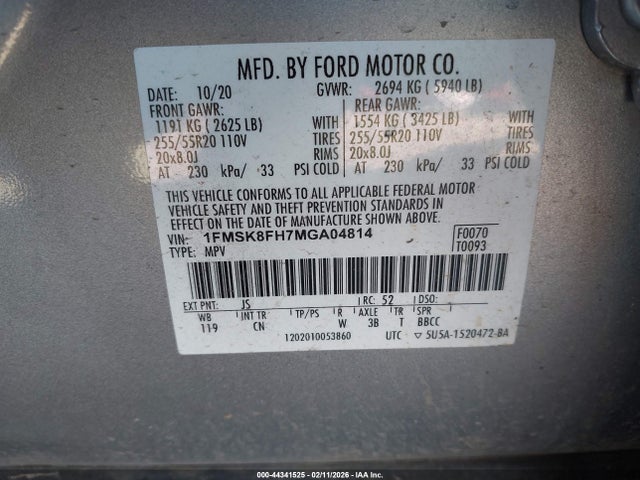 MFD. BY FORD MOTOR CO.
DATE: 10/20 GVWR: 2694 KG ( 5940 LB)
FRONT GAWR: REAR GAWR:
1191 KG ( 2625 LB) WITH 1554 KG ( 3425 LB) WITH
255/55R20 110V TIRES 255/55R20 110V TIRES
20x8.0J RIMS 20x8.0J RIMS
AT 230 kPa/ 33 PSI COLD AT 230 kPa/ 33 PSI COLD
THIS VEHICLE CONFORMS TO ALL APPLICABLE FEDERAL MOTOR
VEHICLE SAFETY AND THEFT PREVENTION STANDARDS IN
EFFECT ON THE DATE OF MANUFACTURE SHOWN ABOVE.
VIN: 1FMSK8FH7MGA04814 F0070
TYPE: MPV T0093
EXT PNT: JS RC: 52 DSO:
WB INT TR TP/PS R AXLE TR SPR
119 CN W 3B T BBCC
1202010053860 UTC ▽ 5U5A-1520472-BA
000-44341525 - 02/11/2026 - IAA Inc.